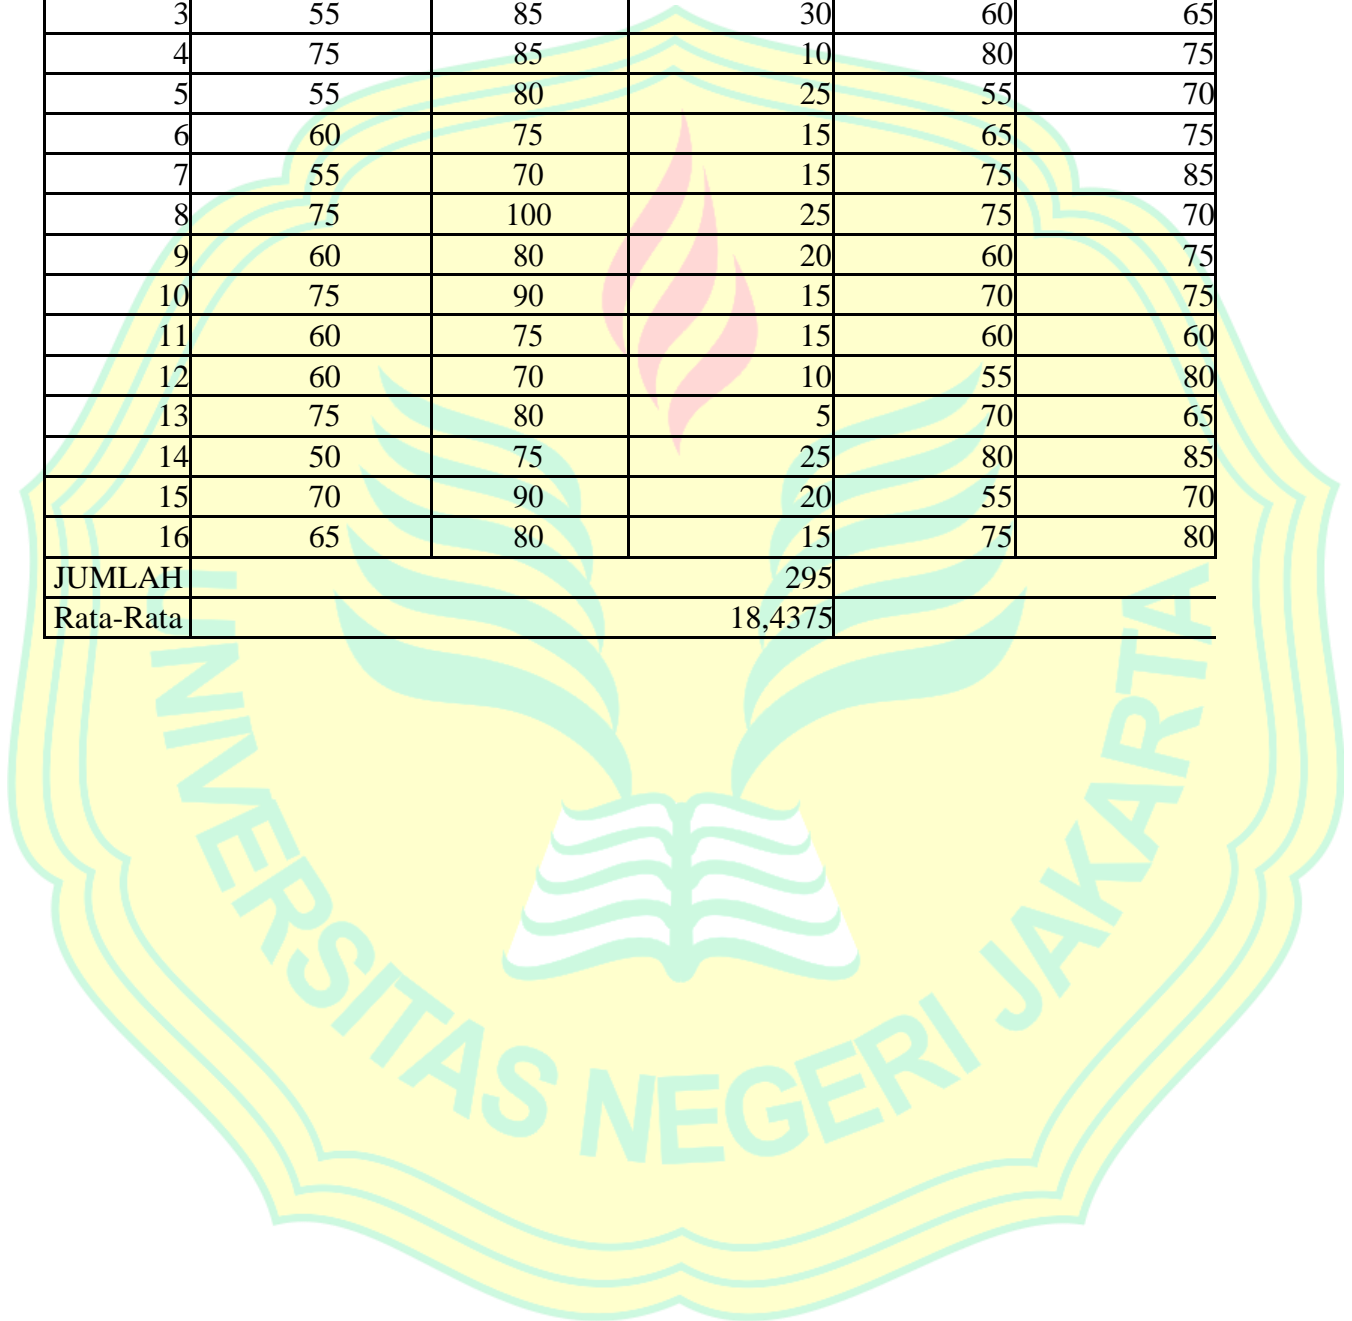 3 55 85 30 60 65
4 75 85 10 80 75
5 55 80 25 55 70
6 60 75 15 65 75
7 55 70 15 75 85
8 75 100 25 75 70
9 60 80 20 60 75
10 75 90 15 70 75
11 60 75 15 60 60
12 60 70 10 55 80
13 75 80 5 70 65
14 50 75 25 80 85
15 70 90 20 55 70
16 65 80 15 75 80
JUMLAH 295
Rata-Rata 18,4375
UNIVERSITAS NEGERI JAKARTA